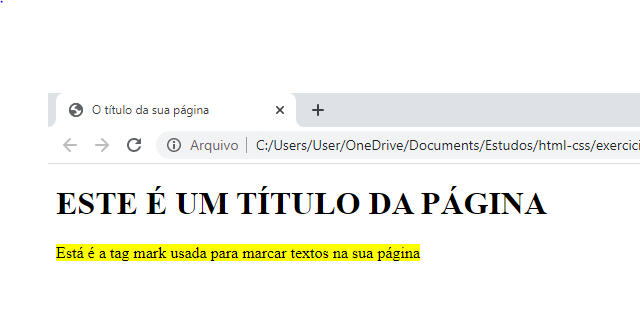 O título da sua página
Arquivo | C:/Users/User/OneDrive/Documents/Estudos/html-css/exercici
ESTE É UM TÍTULO DA PÁGINA
Está é a tag mark usada para marcar textos na sua página